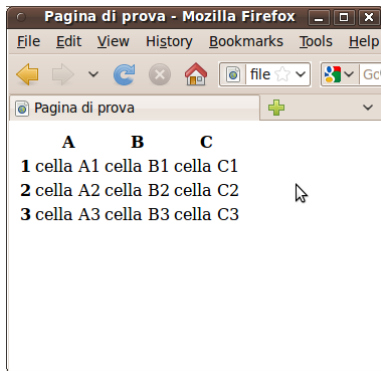 Pagina di prova - Mozilla Firefox
File Edit View History Bookmarks Tools Help
file
Pagina di prova
A B C
1 cella A1 cella B1 cella C1
2 cella A2 cella B2 cella C2
3 cella A3 cella B3 cella C3